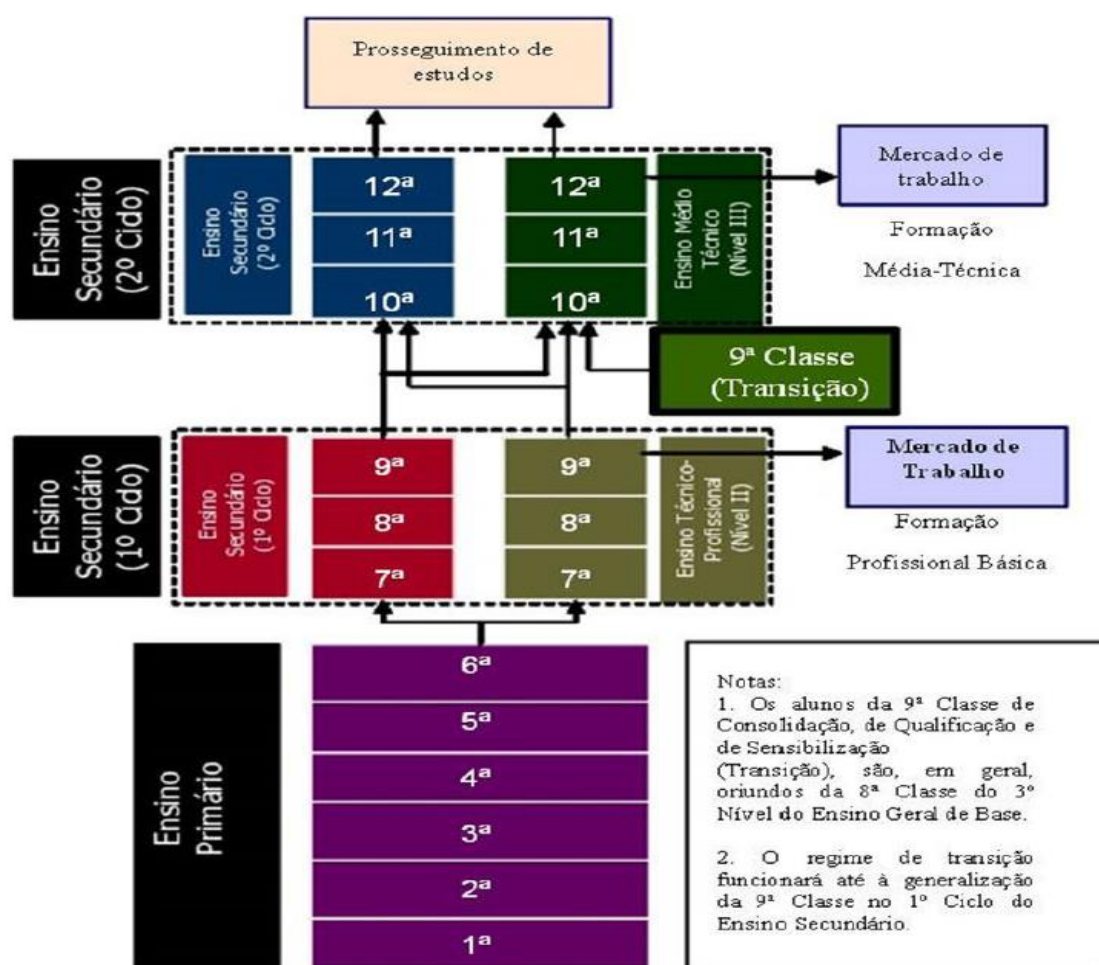 Prosseguimento de
estudos
Ensino
Secundário
(2º Ciclo)
Ensino
Secundário
(2º Ciclo)
12ª
11ª
10ª
12ª
11ª
10ª
Ensino Médio
Técnico
(Nível III)
Mercado de
trabalho
Formação
Média-Técnica
9ª Classe
(Transição)
Ensino
Secundário
(1º Ciclo)
Ensino
Secundário
(1º Ciclo)
9ª
8ª
7ª
9ª
8ª
7ª
Ensino Técnico-
Profissional
(Nível II)
Mercado de
Trabalho
Formação
Profissional Básica
Ensino
Primário
6ª
5ª
4ª
3ª
2ª
1ª
Notas:
1. Os alunos da 9ª Classe de
Consolidação, de Qualificação e
de Sensibilização
(Transição), são, em geral,
oriundos da 8ª Classe do 3º
Nível do Ensino Geral de Base.
2. O regime de transição
funcionará até à generalização
da 9ª Classe no 1º Ciclo do
Ensino Secundário.